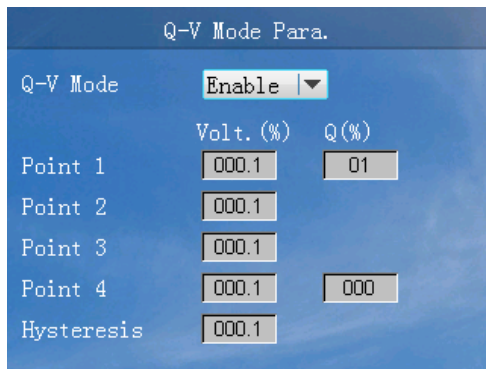 Q-V Mode Para.
Q-V Mode Enable
Volt.(%) Q(%)
Point 1 000.1 01
Point 2 000.1
Point 3 000.1
Point 4 000.1 000
Hysteresis 000.1